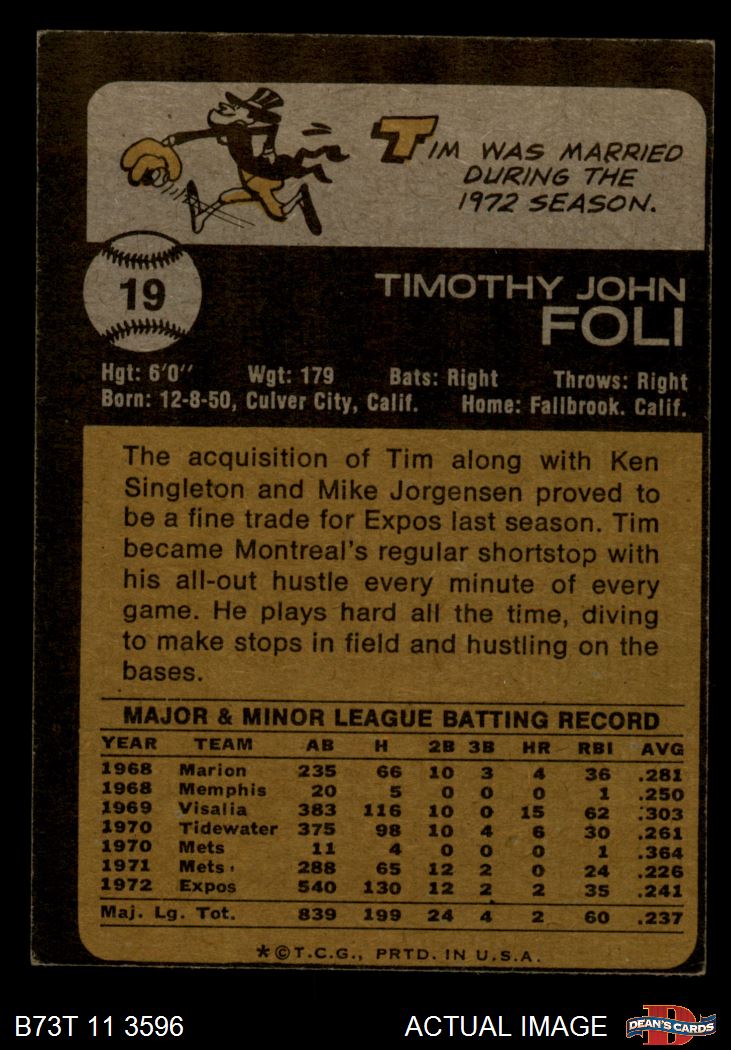 TIM WAS MARRIED
DURING THE
1972 SEASON.
19
TIMOTHY JOHN
FOLI
Hgt: 6'0" Wgt: 179 Bats: Right Throws: Right
Born: 12-8-50, Culver City, Calif. Home: Fallbrook. Calif.
The acquisition of Tim along with Ken
Singleton and Mike Jorgensen proved to
be a fine trade for Expos last season. Tim
became Montreal's regular shortstop with
his all-out hustle every minute of every
game. He plays hard all the time, diving
to make stops in field and hustling on the
bases.
MAJOR & MINOR LEAGUE BATTING RECORD
YEAR TEAM AB H 2B 3B HR RBI AVG
1968 Marion 235 66 10 3 4 36 .281
1968 Memphis 20 5 0 0 0 1 .250
1969 Visalia 383 116 10 0 15 62 .303
1970 Tidewater 375 98 10 4 6 30 .261
1970 Mets 11 4 0 0 0 1 .364
1971 Mets 288 65 12 2 0 24 .226
1972 Expos 540 130 12 2 2 35 .241
Maj. Lg. Tot. 839 199 24 4 2 60 .237
*©T.C.G., PRTD. IN U.S.A.
B73T 11 3596 ACTUAL IMAGE D DEAN'S CARDS